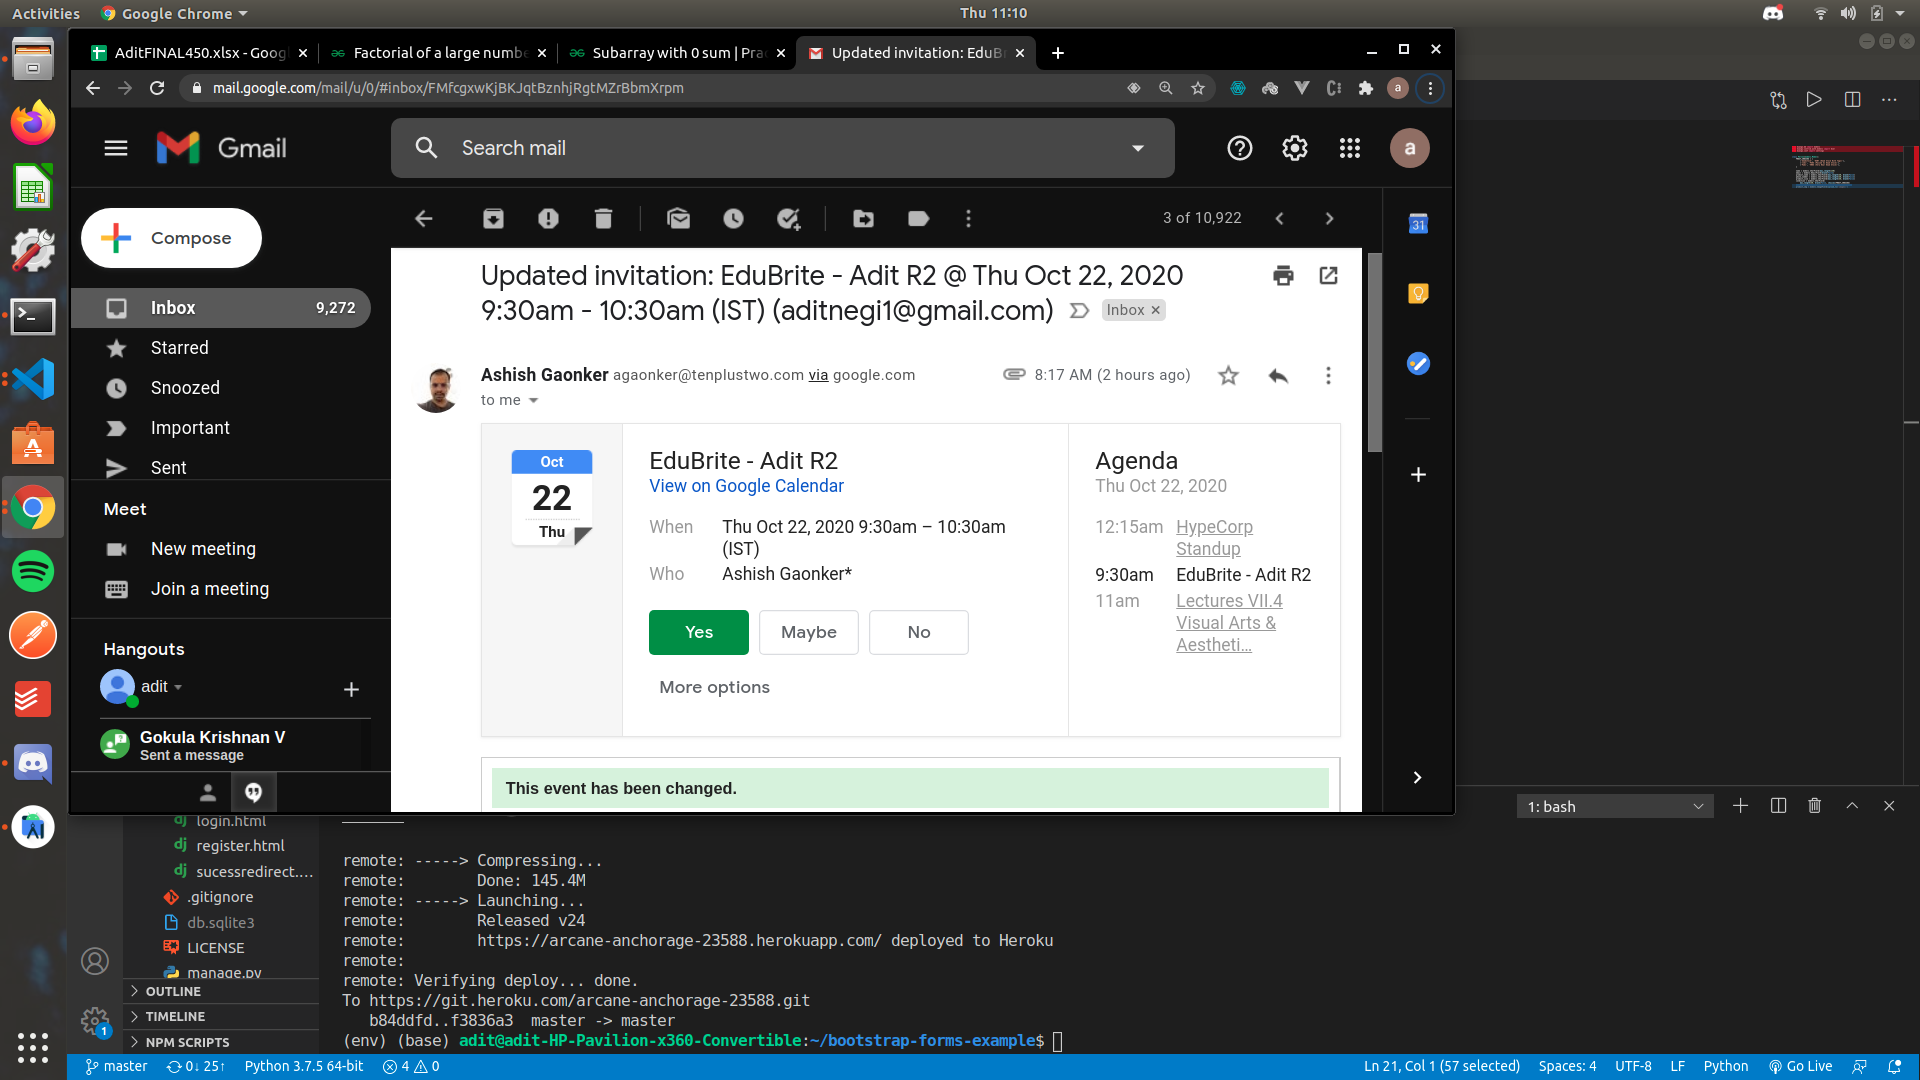 Activities
Google Chrome
Thu 11:10
AditFINAL450.xlsx - Goog
Factorial of a large numbe
Subarray with 0 sum | Prac
Updated invitation: EduBr
mail.google.com/mail/u/0/#inbox/FMfcgxwKjBKJqtBznhjRgtMZrBbmXrpm
a
Gmail
Search mail
a
Compose
3 of 10,922
31
Inbox
9,272
Starred
Snoozed
Important
Sent
Meet
New meeting
Join a meeting
Hangouts
adit
Gokula Krishnan V
Sent a message
Updated invitation: EduBrite - Adit R2 @ Thu Oct 22, 2020
9:30am - 10:30am (IST) (aditnegi1@gmail.com)
Inbox
Ashish Gaonker agaonker@tenplustwo.com via google.com
8:17 AM (2 hours ago)
to me
Oct
22
Thu
EduBrite - Adit R2
View on Google Calendar
When
Thu Oct 22, 2020 9:30am – 10:30am
(IST)
Who
Ashish Gaonker*
Yes
Maybe
No
More options
Agenda
Thu Oct 22, 2020
12:15am
HypeCorp
Standup
9:30am
EduBrite - Adit R2
11am
Lectures VII.4
Visual Arts &
Aestheti...
This event has been changed.
1: bash
dj login.html
dj register.html
dj sucessredirect....
.gitignore
db.sqlite3
LICENSE
manage.py
OUTLINE
TIMELINE
NPM SCRIPTS
1
remote: -----> Compressing...
remote:        Done: 145.4M
remote: -----> Launching...
remote:        Released v24
remote:        https://arcane-anchorage-23588.herokuapp.com/ deployed to Heroku
remote:
remote: Verifying deploy... done.
To https://git.heroku.com/arcane-anchorage-23588.git
   b84ddfd..f3836a3  master -> master
(env) (base) adit@adit-HP-Pavilion-x360-Convertible:~/bootstrap-forms-example$
master
0↓ 25↑
Python 3.7.5 64-bit
4
0
Ln 21, Col 1 (57 selected)
Spaces: 4
UTF-8
LF
Python
Go Live